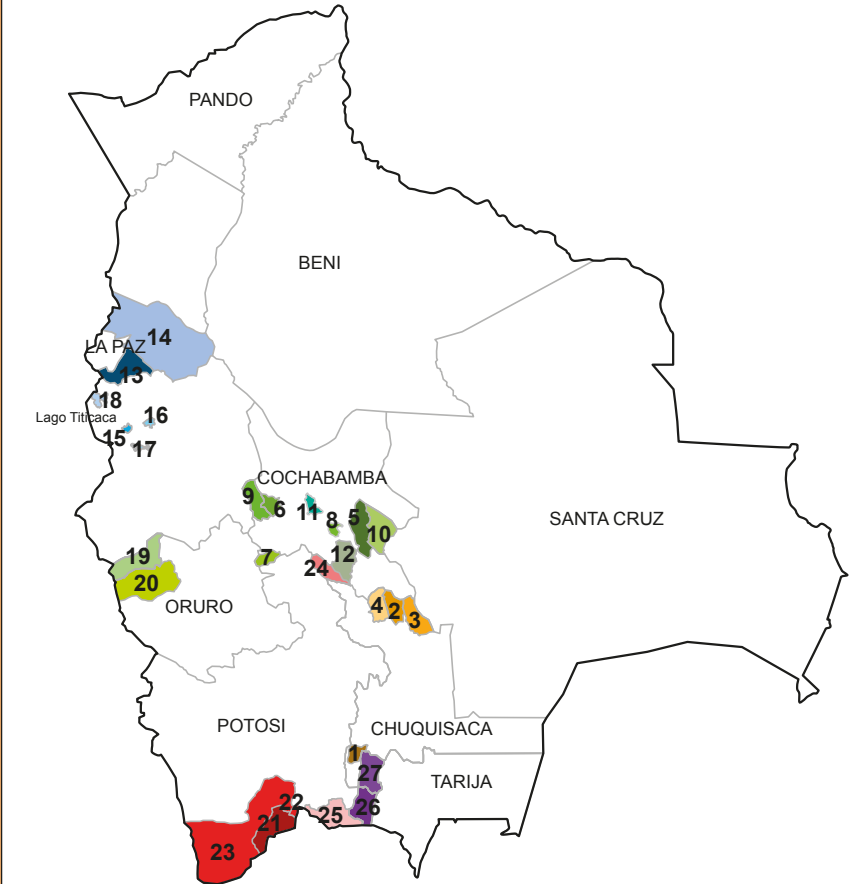 PANDO
BENI
14
LA PAZ
13
18
Lago Titicaca
16
15
17
COCHABAMBA
9
6
11
8
5
10
SANTA CRUZ
19
7
12
24
20
ORURO
4
2
3
POTOSI
CHUQUISACA
1
27
TARIJA
22
26
25
21
23